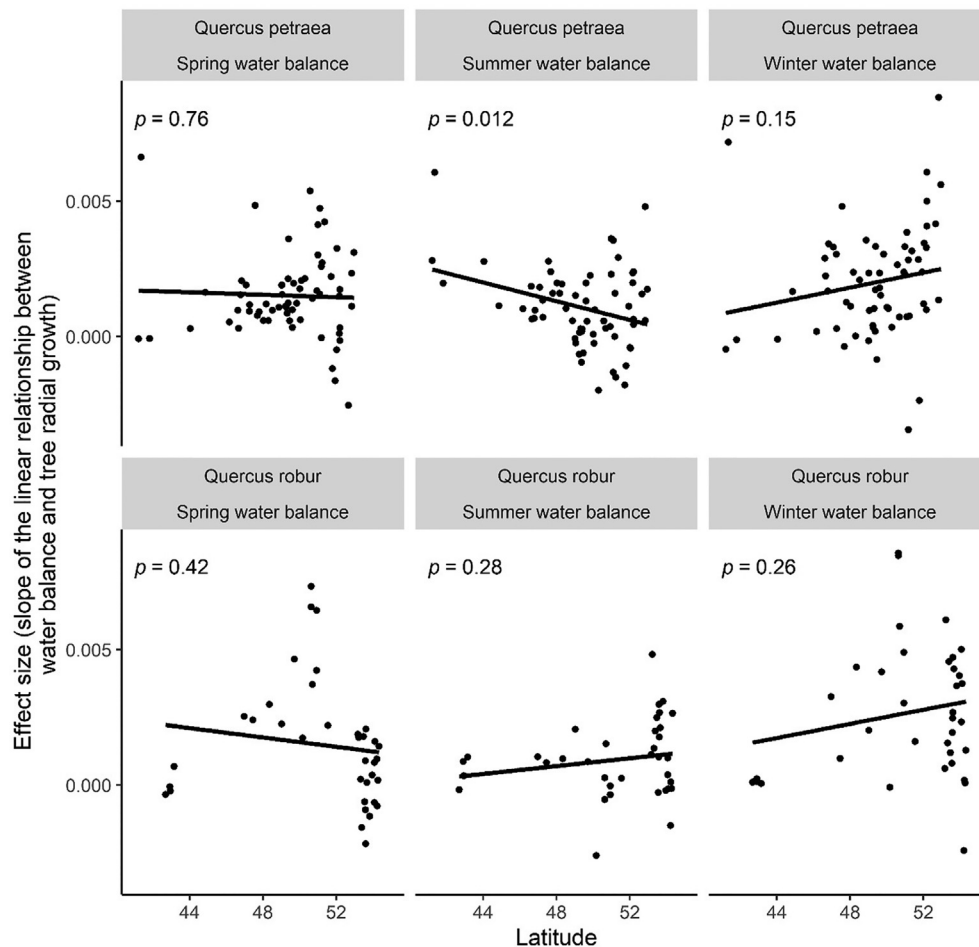 Quercus petraea
Spring water balance
Quercus petraea
Summer water balance
Quercus petraea
Winter water balance
p = 0.76
p = 0.012
p = 0.15
0.005
0.000
Quercus robur
Spring water balance
Quercus robur
Summer water balance
Quercus robur
Winter water balance
p = 0.42
p = 0.28
p = 0.26
0.005
0.000
44
48
52
44
48
52
44
48
52
Latitude
Effect size (slope of the linear relationship between
water balance and tree radial growth)